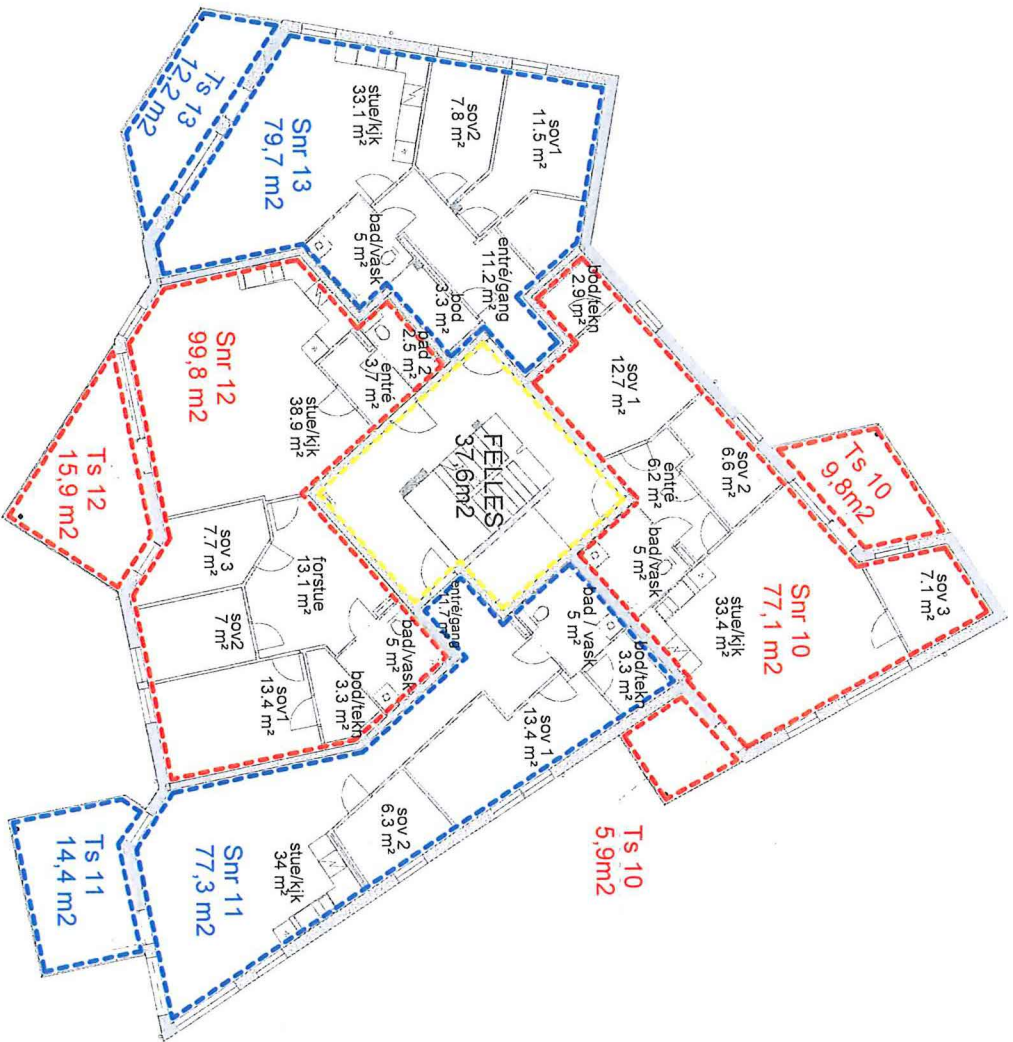 Ts 13
12,2 m2
Snr 13
79,7 m2
stue/kjk
33.1 m²
sov2
7.8 m²
sov1
11.5 m²
bad/vask
5 m²
bod
3.3 m²
entré/gang
11.2 m²
bod/tekn
2.9 m²
sov 1
12.7 m²
sov 2
6.6 m²
entré
6.2 m²
bad/vask
5 m²
stue/kjk
33.4 m²
Snr 10
77,1 m2
sov 3
7.1 m²
Ts 10
9,8m2
Ts 10
5,9m2
FELLES
37,6m2
Snr 12
99,8 m2
stue/kjk
38.9 m²
entré
3.7 m²
bad 2
2.5 m²
Ts 12
15,9 m2
sov 3
7.7 m²
forstue
13.1 m²
sov2
7 m²
sov1
13.4 m²
bod/tekn
3.3 m²
bad/vask
5 m²
entré/gang
11.7 m²
bad / vask
5 m²
bod/tekn
3.3 m²
sov 1
13.4 m²
sov 2
6.3 m²
stue/kjk
34 m²
Snr 11
77,3 m2
Ts 11
14,4 m2